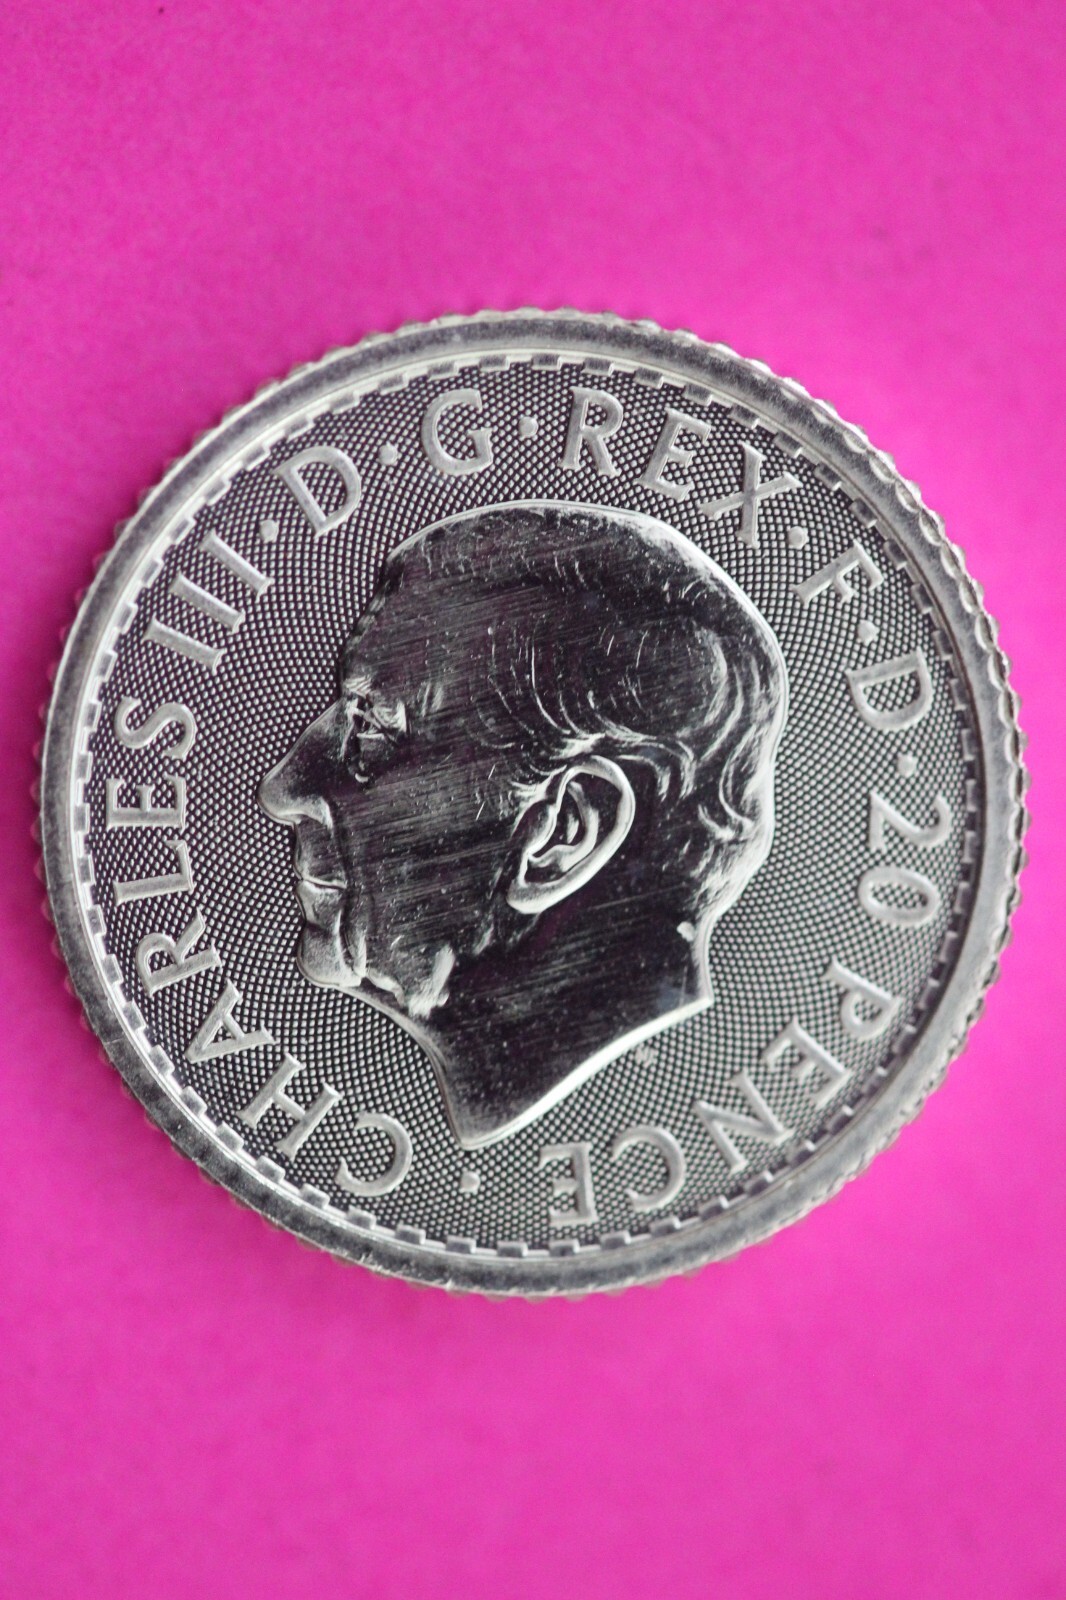 · CHARLES III · D · G · REX · F · D · 20 PENCE